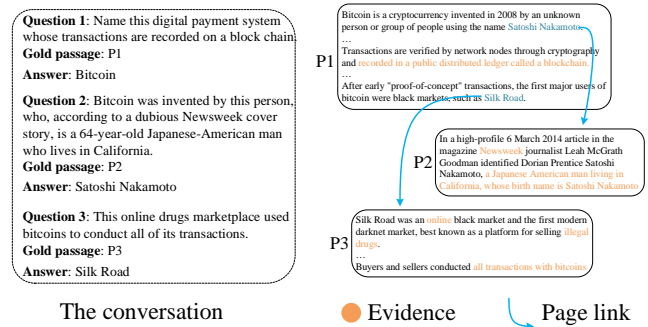 Question 1: Name this digital payment system
whose transactions are recorded on a block chain.
Gold passage: P1
Answer: Bitcoin
Question 2: Bitcoin was invented by this person,
who, according to a dubious Newsweek cover
story, is a 64-year-old Japanese-American man
who lives in California.
Gold passage: P2
Answer: Satoshi Nakamoto
Question 3: This online drugs marketplace used
bitcoins to conduct all of its transactions.
Gold passage: P3
Answer: Silk Road
The conversation
P1
Bitcoin is a cryptocurrency invented in 2008 by an unknown
person or group of people using the name Satoshi Nakamoto.
…
Transactions are verified by network nodes through cryptography
and recorded in a public distributed ledger called a blockchain.
…
After early "proof-of-concept" transactions, the first major users of
bitcoin were black markets, such as Silk Road.
P2
In a high-profile 6 March 2014 article in the
magazine Newsweek journalist Leah McGrath
Goodman identified Dorian Prentice Satoshi
Nakamoto, a Japanese American man living in
California, whose birth name is Satoshi Nakamoto
P3
Silk Road was an online black market and the first modern
darknet market, best known as a platform for selling illegal
drugs.
…
Buyers and sellers conducted all transactions with bitcoins
Evidence
Page link